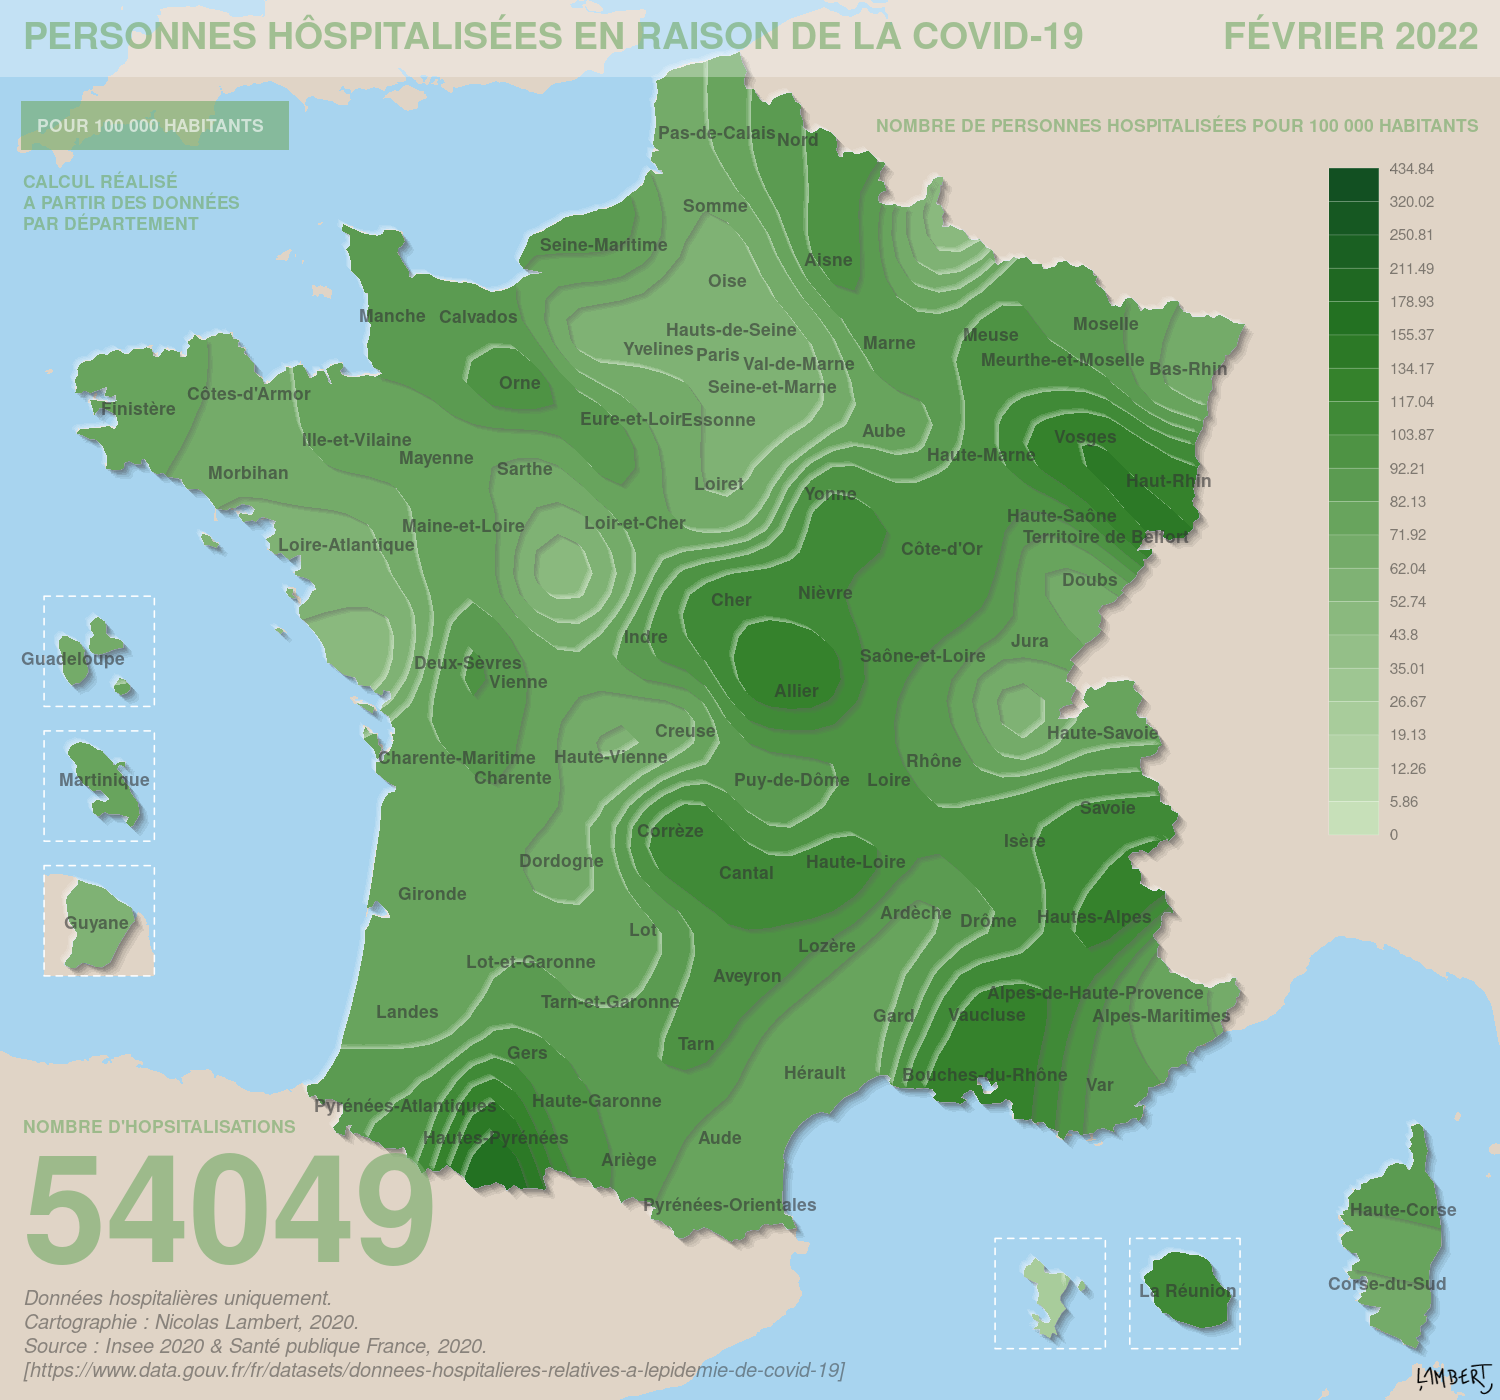 PERSONNES HÔSPITALISÉES EN RAISON DE LA COVID-19
FÉVRIER 2022
POUR 100 000 HABITANTS
NOMBRE DE PERSONNES HOSPITALISÉES POUR 100 000 HABITANTS
CALCUL RÉALISÉ
A PARTIR DES DONNÉES
PAR DÉPARTEMENT
434.84
320.02
250.81
211.49
178.93
155.37
134.17
117.04
103.87
92.21
82.13
71.92
62.04
52.74
43.8
35.01
26.67
19.13
12.26
5.86
0
Pas-de-Calais
Nord
Somme
Seine-Maritime
Aisne
Oise
Manche
Calvados
Hauts-de-Seine
Yvelines
Paris
Val-de-Marne
Seine-et-Marne
Marne
Meuse
Moselle
Meurthe-et-Moselle
Bas-Rhin
Orne
Côtes-d'Armor
Finistère
Eure-et-Loir
Essonne
Aube
Ille-et-Vilaine
Mayenne
Sarthe
Morbihan
Haute-Marne
Vosges
Haut-Rhin
Loiret
Yonne
Maine-et-Loire
Loir-et-Cher
Haute-Saône
Territoire de Belfort
Loire-Atlantique
Côte-d'Or
Doubs
Cher
Nièvre
Indre
Jura
Saône-et-Loire
Deux-Sèvres
Vienne
Allier
Guadeloupe
Creuse
Haute-Vienne
Haute-Savoie
Charente-Maritime
Charente
Rhône
Puy-de-Dôme
Loire
Martinique
Savoie
Corrèze
Isère
Dordogne
Cantal
Haute-Loire
Gironde
Ardèche
Drôme
Hautes-Alpes
Guyane
Lot
Lozère
Lot-et-Garonne
Aveyron
Tarn-et-Garonne
Landes
Alpes-de-Haute-Provence
Gard
Vaucluse
Alpes-Maritimes
Gers
Tarn
Hérault
Bouches-du-Rhône
Var
Pyrénées-Atlantiques
Haute-Garonne
Hautes-Pyrénées
Aude
Ariège
Pyrénées-Orientales
Haute-Corse
Corse-du-Sud
La Réunion
NOMBRE D'HOPSITALISATIONS
54049
Données hospitalières uniquement.
Cartographie : Nicolas Lambert, 2020.
Source : Insee 2020 & Santé publique France, 2020.
[https://www.data.gouv.fr/fr/datasets/donnees-hospitalieres-relatives-a-lepidemie-de-covid-19]
LAMBERT